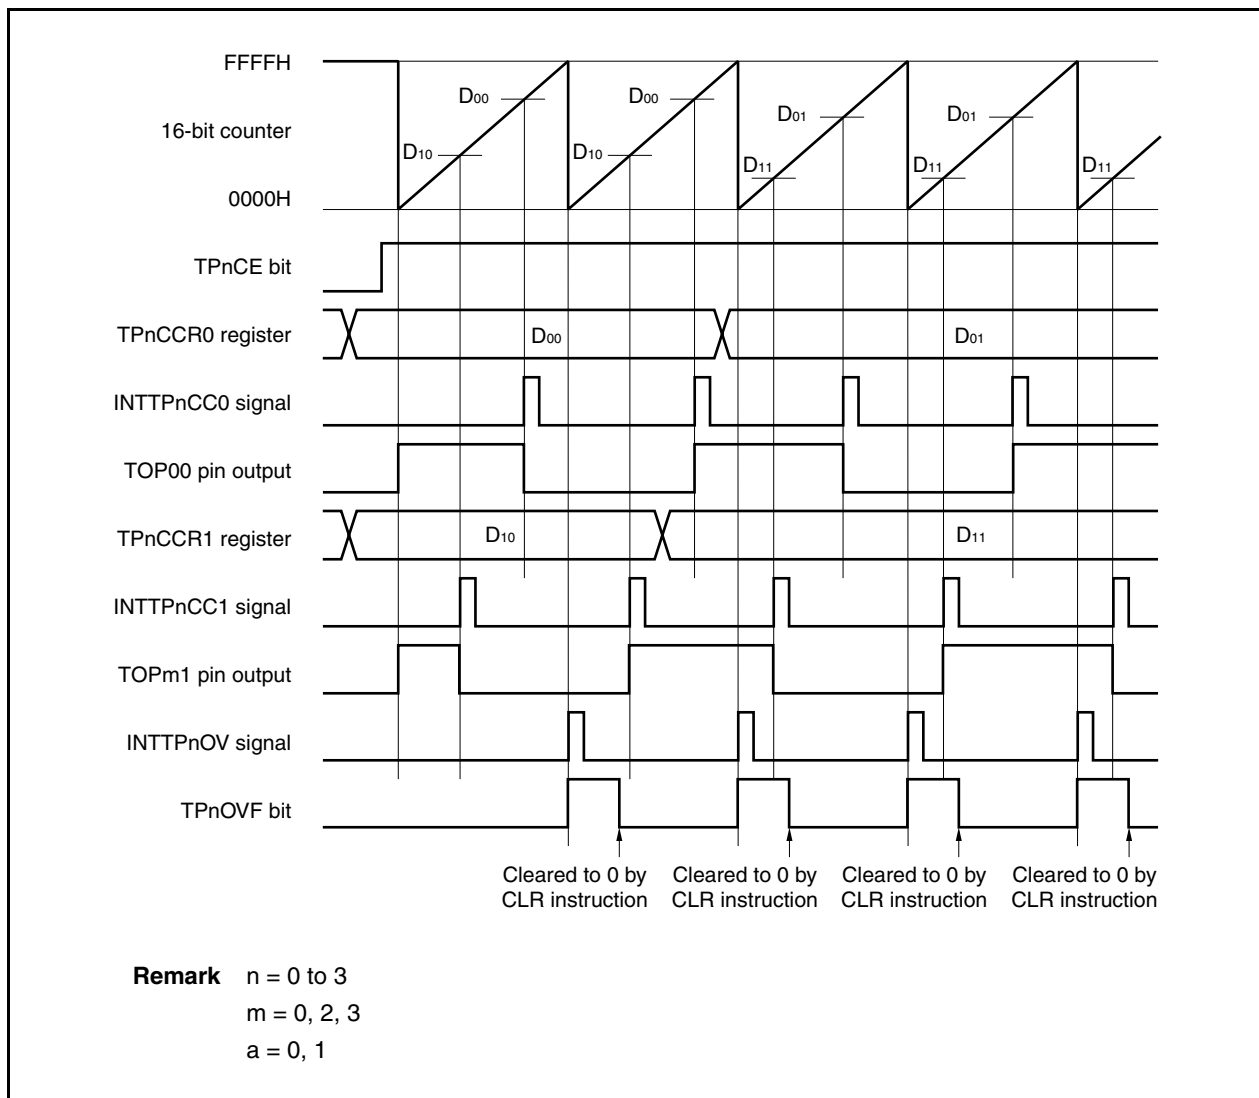 FFFFH
16-bit counter
0000H
D10 D00 D10 D00 D11 D01 D11 D01 D11
TPnCE bit
TPnCCR0 register D00 D01
INTTPnCC0 signal
TOP00 pin output
TPnCCR1 register D10 D11
INTTPnCC1 signal
TOPm1 pin output
INTTPnOV signal
TPnOVF bit
Cleared to 0 by CLR instruction
Cleared to 0 by CLR instruction
Cleared to 0 by CLR instruction
Cleared to 0 by CLR instruction
Remark n = 0 to 3
m = 0, 2, 3
a = 0, 1